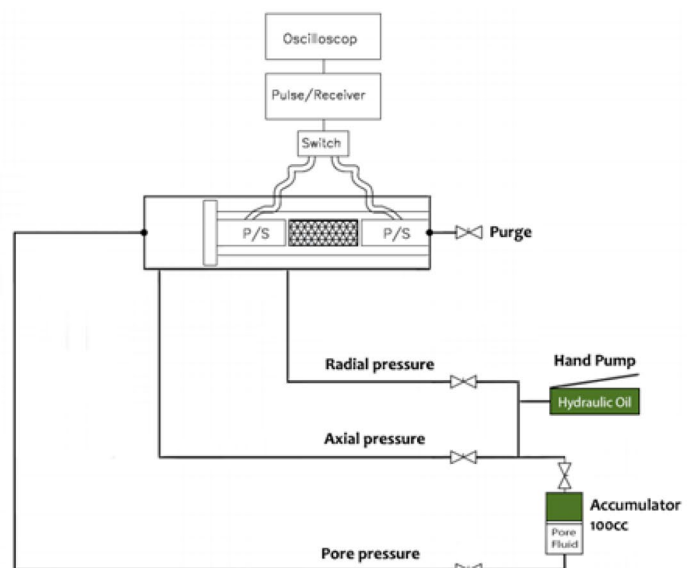 Oscilloscop
Pulse/Receiver
Switch
P/S
P/S
Purge
Radial pressure
Hand Pump
Hydraulic Oil
Axial pressure
Accumulator
100cc
Pore
Fluid
Pore pressure